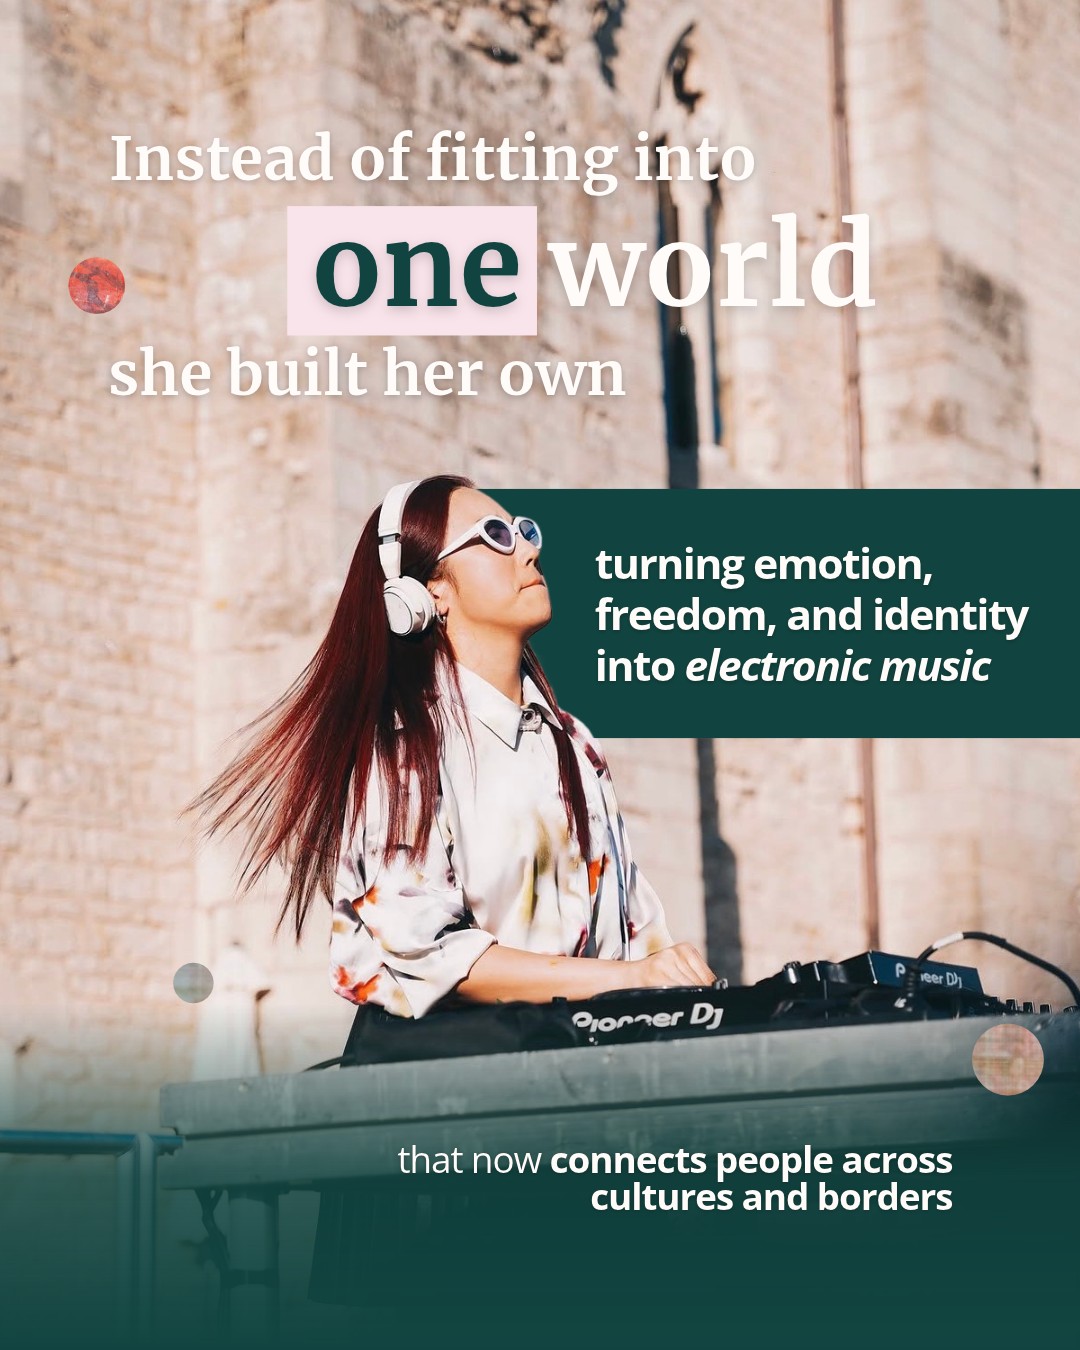 Instead of fitting into
one world
she built her own
turning emotion,
freedom, and identity
into electronic music
Pioneer DJ
Pioneer DJ
that now connects people across
cultures and borders